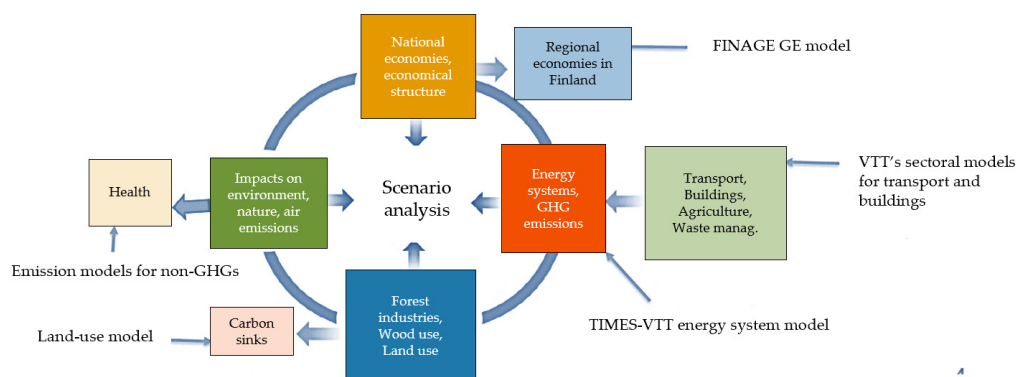 National
economies,
economical
structure
Regional
economies in
Finland
FINAGE GE model
Health
Impacts on
environment,
nature, air
emissions
Scenario
analysis
Energy
systems,
GHG
emissions
Transport,
Buildings,
Agriculture,
Waste manag.
VTT's sectoral models
for transport and
buildings
Emission models for non-GHGs
Land-use model
Carbon
sinks
Forest
industries,
Wood use,
Land use
TIMES-VTT energy system model